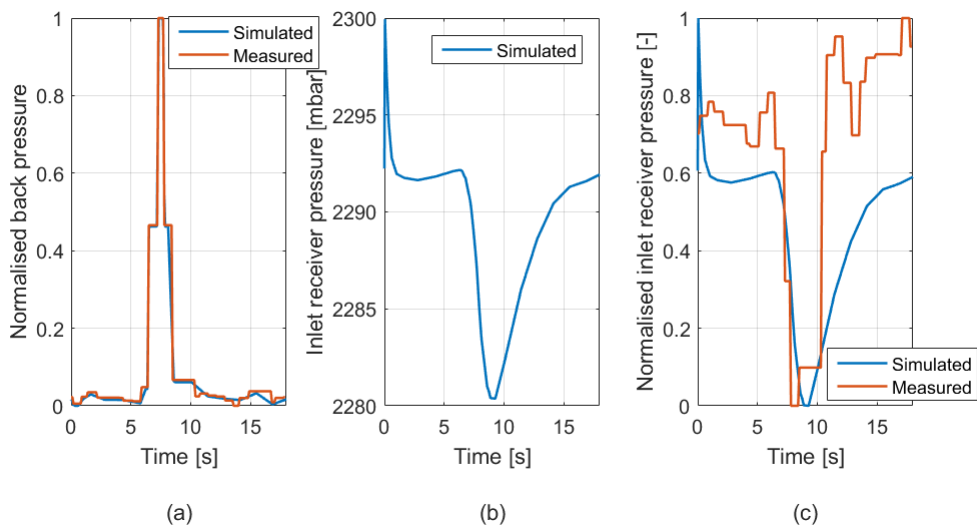 Normalised back pressure
1
0.8
0.6
0.4
0.2
0
0 5 10 15
Time [s]
Simulated
Measured
(a)
Inlet receiver pressure [mbar]
2300
2295
2290
2285
2280
0 5 10 15
Time [s]
Simulated
(b)
Normalised inlet receiver pressure [-]
1
0.8
0.6
0.4
0.2
0
0 5 10 15
Time [s]
Simulated
Measured
(c)